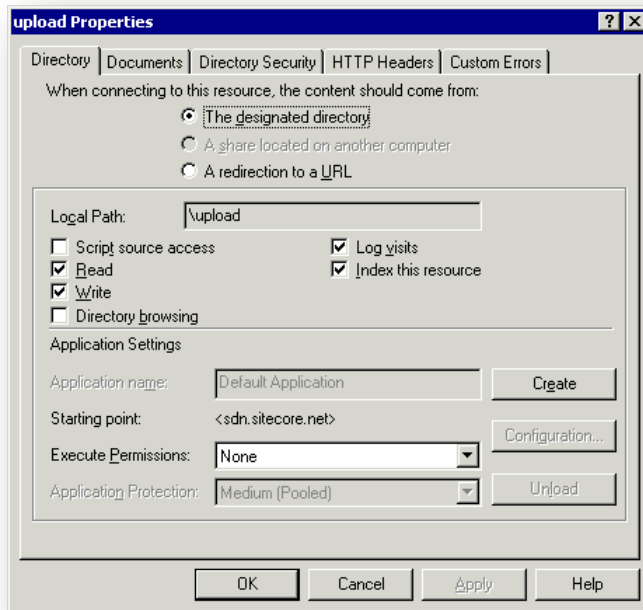 upload Properties
Directory Documents Directory Security HTTP Headers Custom Errors
When connecting to this resource, the content should come from:
The designated directory
A share located on another computer
A redirection to a URL
Local Path: \upload
Script source access Log visits
Read Index this resource
Write
Directory browsing
Application Settings
Application name: Default Application Create
Starting point: <sdn.sitecore.net>
Configuration...
Execute Permissions: None
Application Protection: Medium (Pooled) Unload
OK Cancel Apply Help